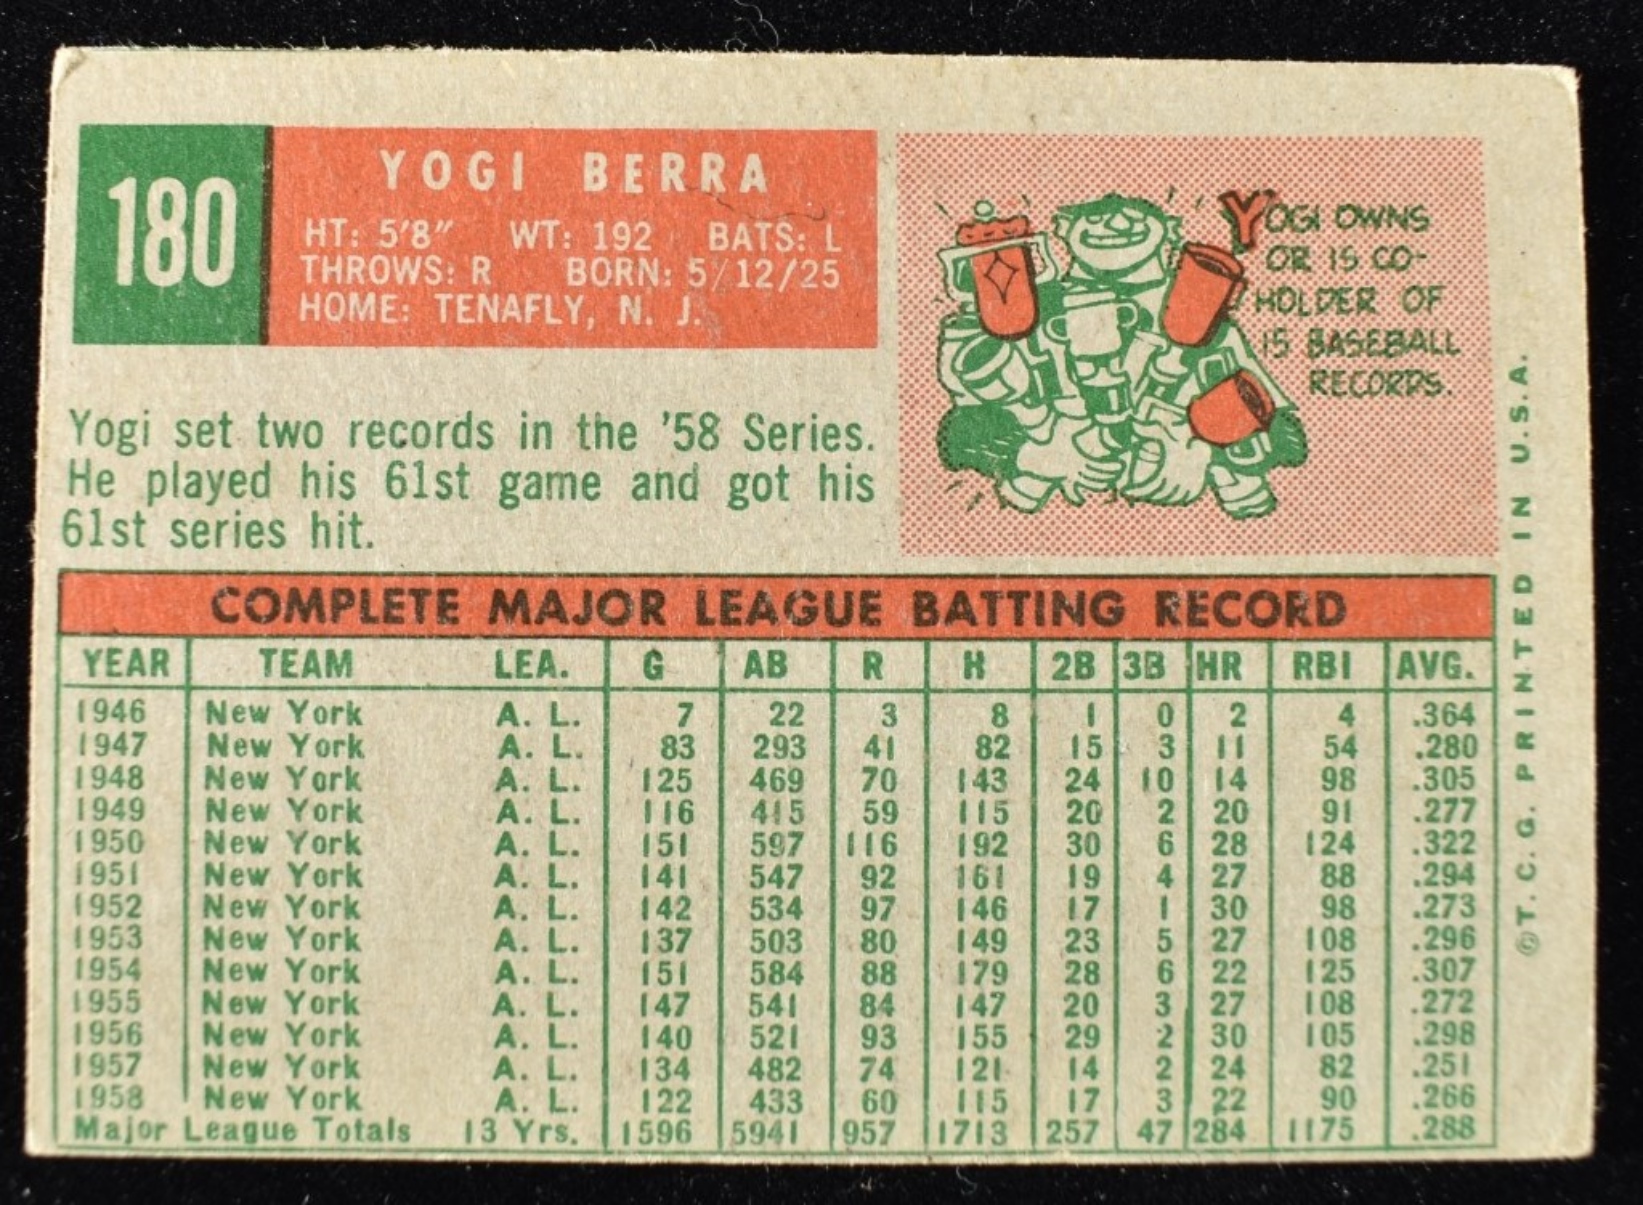 180
YOGI BERRA
HT: 5'8" WT: 192 BATS: L
THROWS: R BORN: 5/12/25
HOME: TENAFLY, N. J.
YOGI OWNS
OR IS CO-
HOLDER OF
15 BASEBALL
RECORDS.
Yogi set two records in the '58 Series.
He played his 61st game and got his
61st series hit.
COMPLETE MAJOR LEAGUE BATTING RECORD
YEAR TEAM LEA. G AB R H 2B 3B HR RBI AVG.
1946 New York A. L. 7 22 3 8 1 0 2 4 .364
1947 New York A. L. 83 293 41 82 15 3 11 54 .280
1948 New York A. L. 125 469 70 143 24 10 14 98 .305
1949 New York A. L. 116 415 59 115 20 2 20 91 .277
1950 New York A. L. 151 597 116 192 30 6 28 124 .322
1951 New York A. L. 141 547 92 161 19 4 27 88 .294
1952 New York A. L. 142 534 97 146 17 1 30 98 .273
1953 New York A. L. 137 503 80 149 23 5 27 108 .296
1954 New York A. L. 151 584 88 179 28 6 22 125 .307
1955 New York A. L. 147 541 84 147 20 3 27 108 .272
1956 New York A. L. 140 521 93 155 29 2 30 105 .298
1957 New York A. L. 134 482 74 121 14 2 24 82 .251
1958 New York A. L. 122 433 60 115 17 3 22 90 .266
Major League Totals 13 Yrs. 1596 5941 957 1713 257 47 284 1175 .288
©T. C. G. PRINTED IN U.S.A.